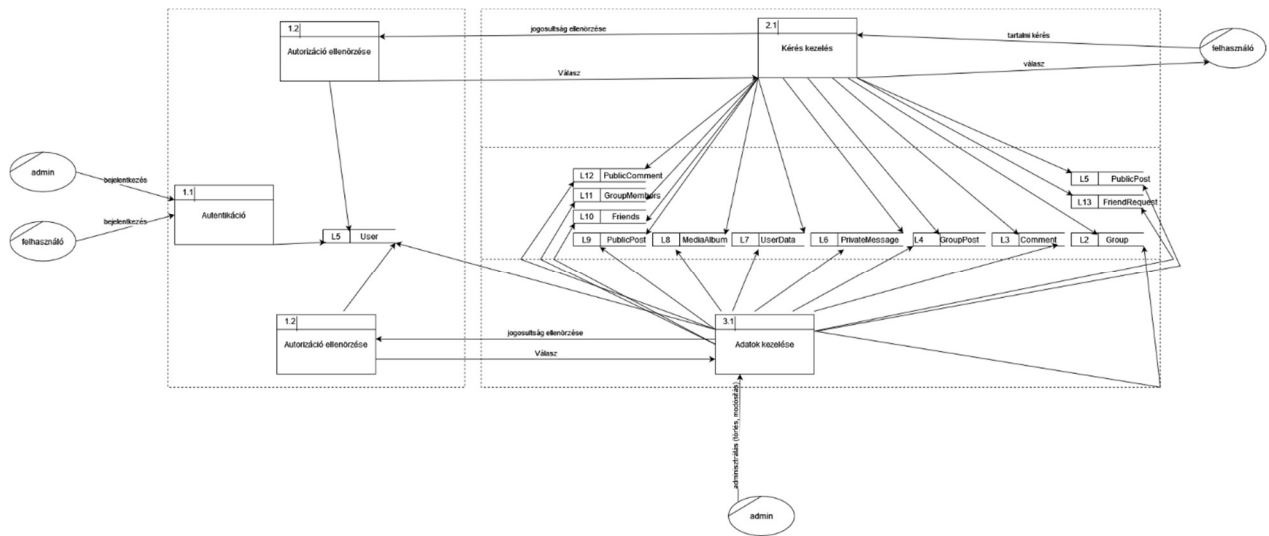 1.2
Autorizáció ellenőrzése
jogosultság ellenörzése
Válasz
2.1
Kérés kezelés
tartalmi kérés
válasz
felhasználó
admin
bejelentkezés
felhasználó
bejelentkezés
1.1
Autentikáció
L5 User
L12 PublicComment
L11 GroupMembers
L10 Friends
L9 PublicPost
L8 MediaAlbum
L7 UserData
L6 PrivateMessage
L4 GroupPost
L3 Comment
L2 Group
L5 PublicPost
L13 FriendRequest
1.2
Autorizáció ellenőrzése
jogosultság ellenörzése
Válasz
3.1
Adatok kezelése
adminisztrálás (törlés, módosítás)
admin